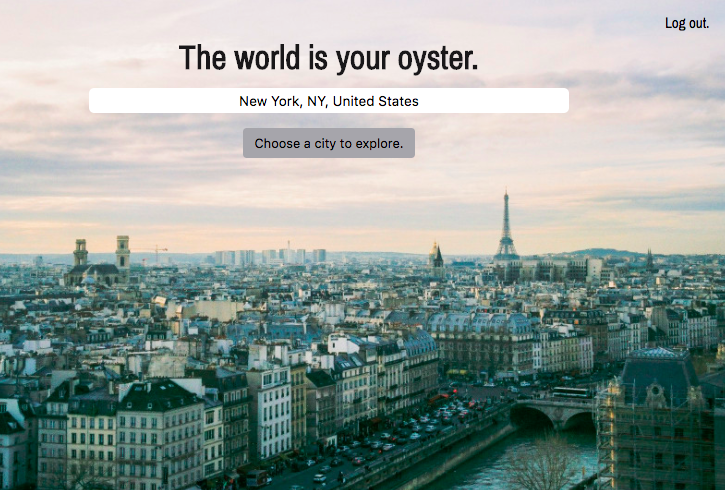 Log out.
The world is your oyster.
New York, NY, United States
Choose a city to explore.